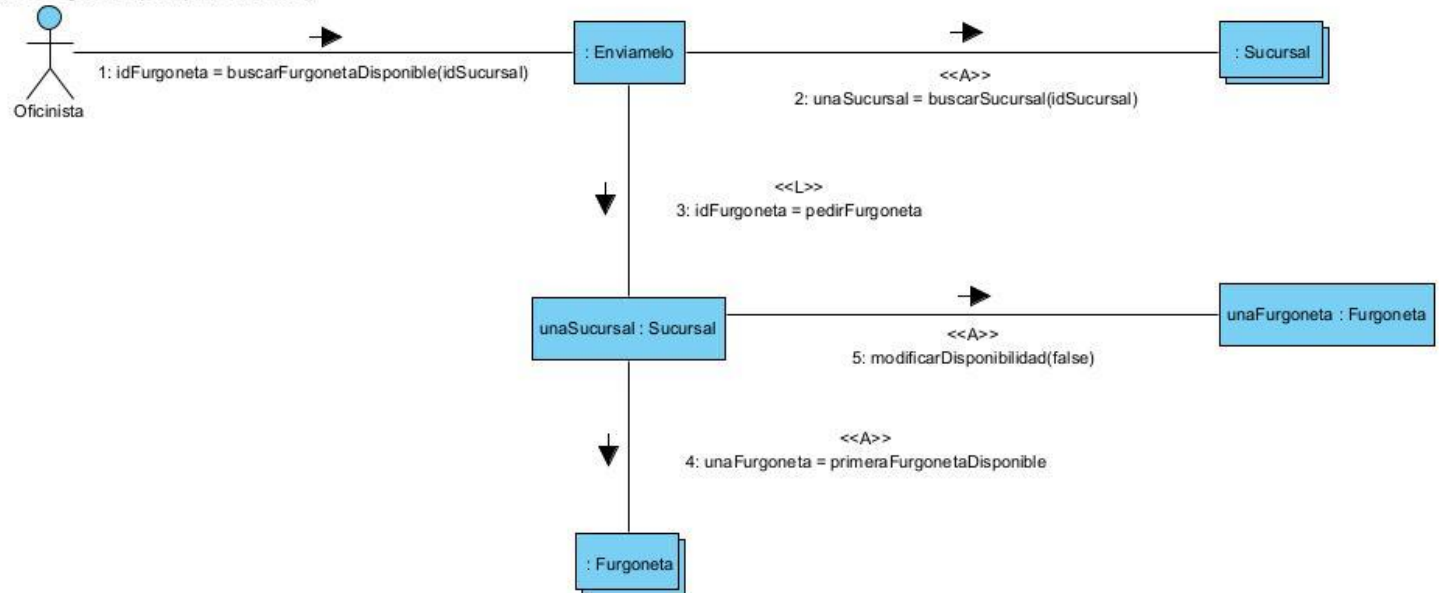 Oficinista
1: idFurgoneta = buscarFurgonetaDisponible(idSucursal)
: Enviamelo
<<A>>
2: unaSucursal = buscarSucursal(idSucursal)
: Sucursal
<<L>>
3: idFurgoneta = pedirFurgoneta
unaSucursal : Sucursal
<<A>>
5: modificarDisponibilidad(false)
unaFurgoneta : Furgoneta
<<A>>
4: unaFurgoneta = primeraFurgonetaDisponible
: Furgoneta